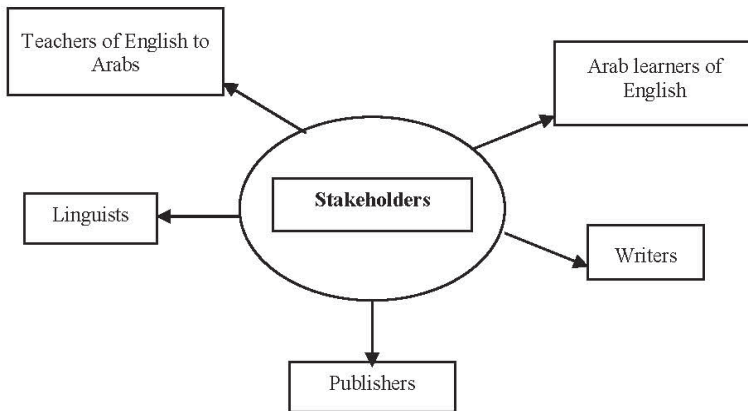 Teachers of English to
Arabs
Arab learners of
English
Stakeholders
Linguists
Writers
Publishers